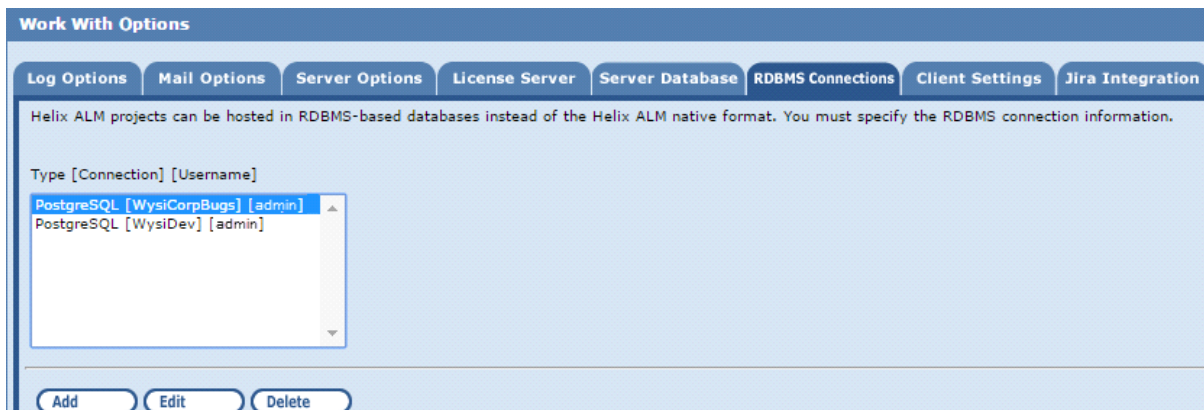 Work With Options
Log Options Mail Options Server Options License Server Server Database RDBMS Connections Client Settings Jira Integration
Helix ALM projects can be hosted in RDBMS-based databases instead of the Helix ALM native format. You must specify the RDBMS connection information.
Type [Connection] [Username]
PostgreSQL [WysiCorpBugs] [admin]
PostgreSQL [WysiDev] [admin]
Add Edit Delete